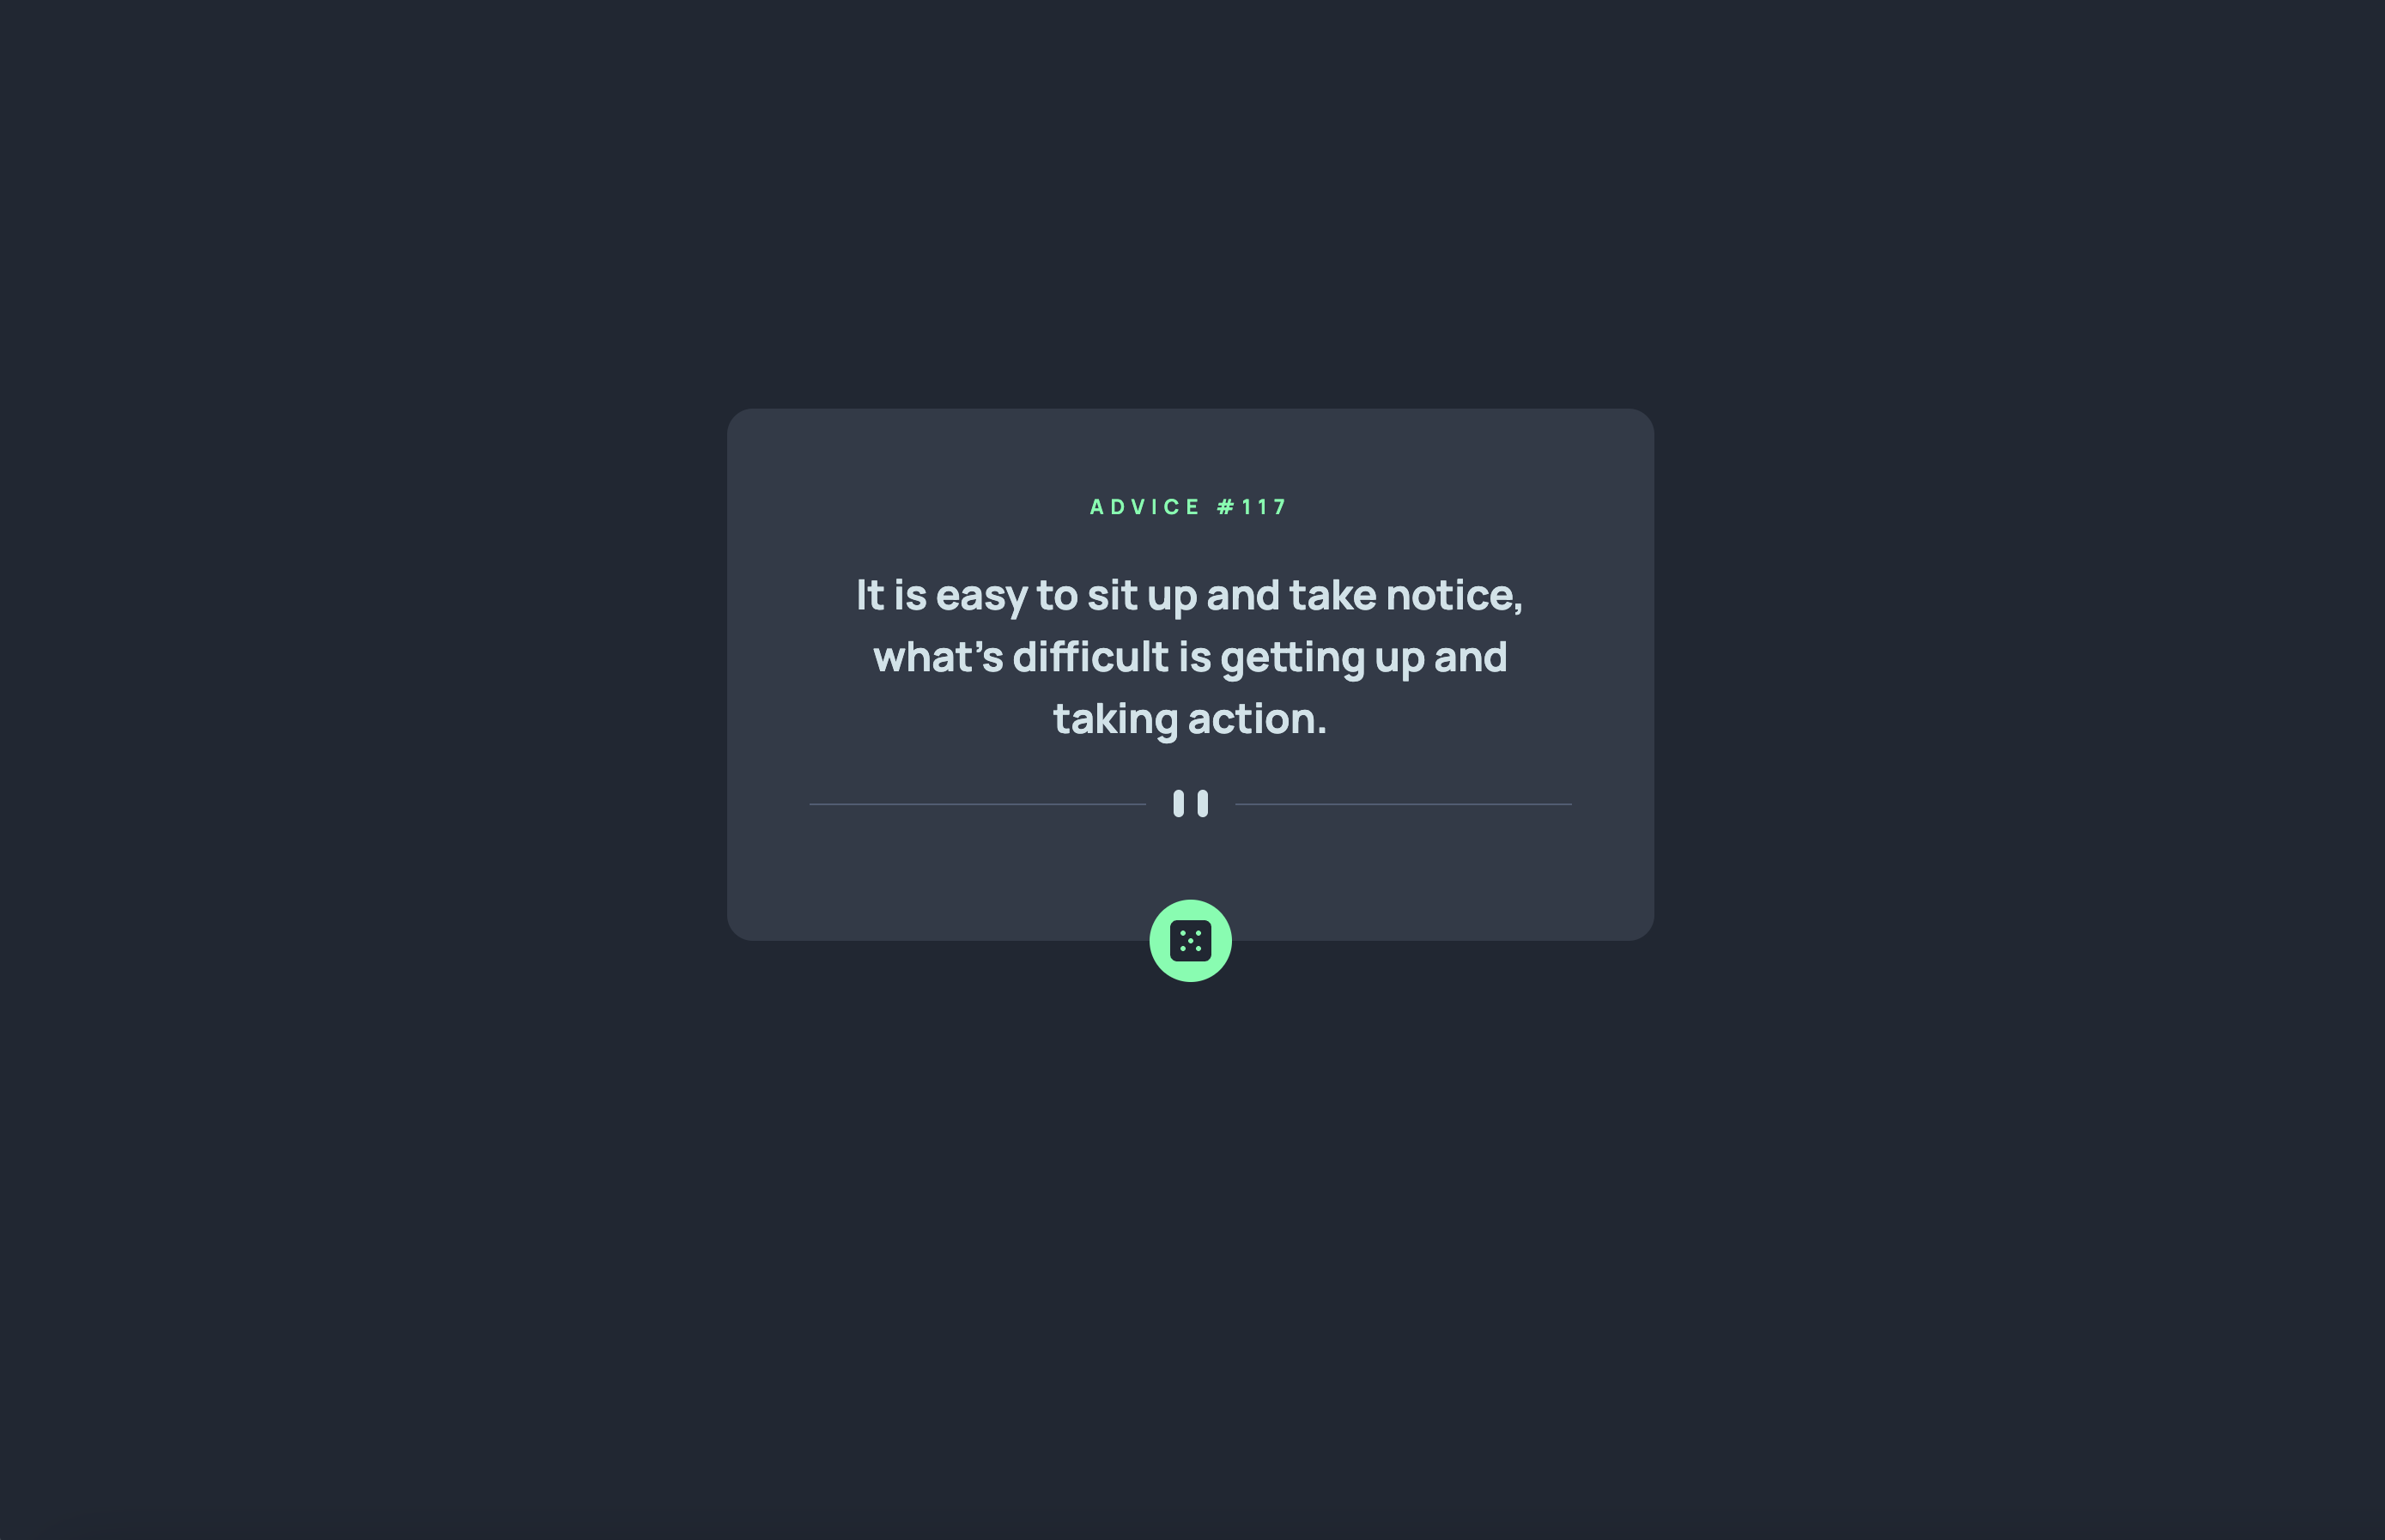 ADVICE #117
It is easy to sit up and take notice,
what's difficult is getting up and
taking action.